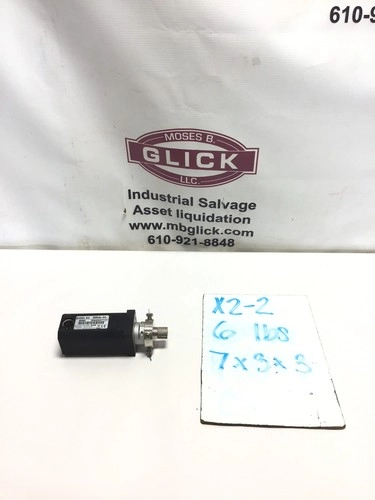 610-9
MOSES B.
GLICK
LLC.
Industrial Salvage
Asset liquidation
www.mbglick.com
610-921-8848
X2-2
6 lbs
7x3x3